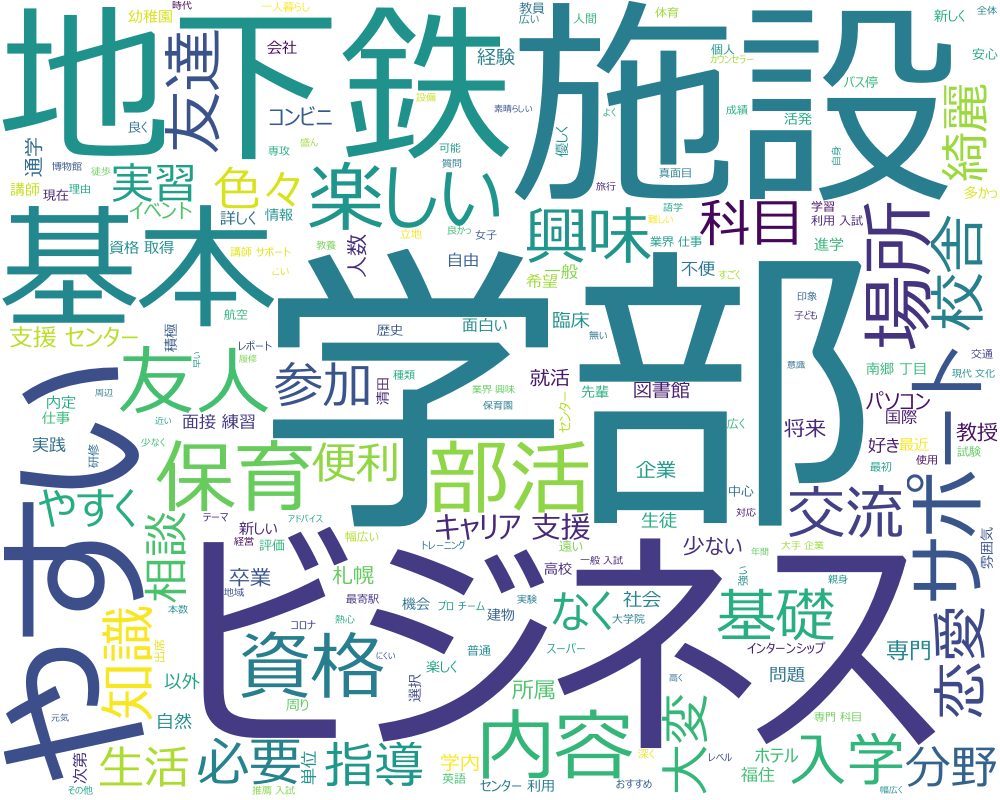 時代
一人暮らし
教員
体育
全体
幼稚園
広い
人間
新しく
会社
経験
個人
安心
地下鉄
友達
施設
カウンセラー
バス停
設備
素晴らしい
よく
成績
綺麗
良く
コンビニ
活発
通学
専攻
盛ん
可能
優しく
博物館
徒歩
質問
真面目
自身
講師
現在
理由
実習
色々
楽しい
旅行
語学
多かっ
イベント
詳しく
情報
教養
立地
良かっ
女子
興味
難しい
科目
学習
利用 入試
場所
校舎
資格 取得
講師 サポート
人数
業界 仕事
進学
基本
こい
自由
希望
一般
不便
すごく
航空
印象
支援 センター
積極
歴史
面白い
臨床
無い
子ども
学部
レポート
履修
早い
種類
業界 興味
先輩
意識
交通
現代 文化
南郷 丁目
友人
参加
清田
就活
図書館
周辺
保育園
センター
パソコン
国際
サポート
内定
仕事
近い
面接 練習
広く
将来
好き
最近
教授
実践
研修
少なく
保育
便利
部活
企業
最初
使用
試験
やすい
やすく
中心
対応
相談
テーマ
アドバイス
新しい
経営
評価
幅広い
トレーニング
キャリア 支援
生徒
遠い
少ない
交流
年間
大手 企業
雰囲気
卒業
地域
札幌
最寄駅
高校
一般 入試
強い
親身
知識
本数
出席
コロナ
熱心
機会
プロ チーム
建物
実験
なく
社会
大学院
基礎
恋愛
ビジネス
以外
資格
にくい
楽しく
普通
スーパー
インターンシップ
専門
元気
自然
周り
選択
所属
高く
問題
専門 科目
生活
必要
単位
指導
学内
内容
深く
大変
レベル
ホテル
福住
入学
分野
次第
その他
推薦 入試
英語
センター 利用
おすすめ
幅広く